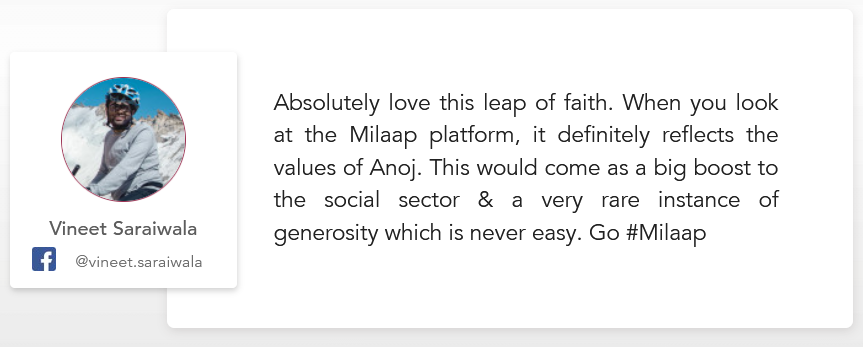 Absolutely love this leap of faith. When you look
at the Milaap platform, it definitely reflects the
values of Anoj. This would come as a big boost to
the social sector & a very rare instance of
generosity which is never easy. Go #Milaap
Vineet Saraiwala
@vineet.saraiwala